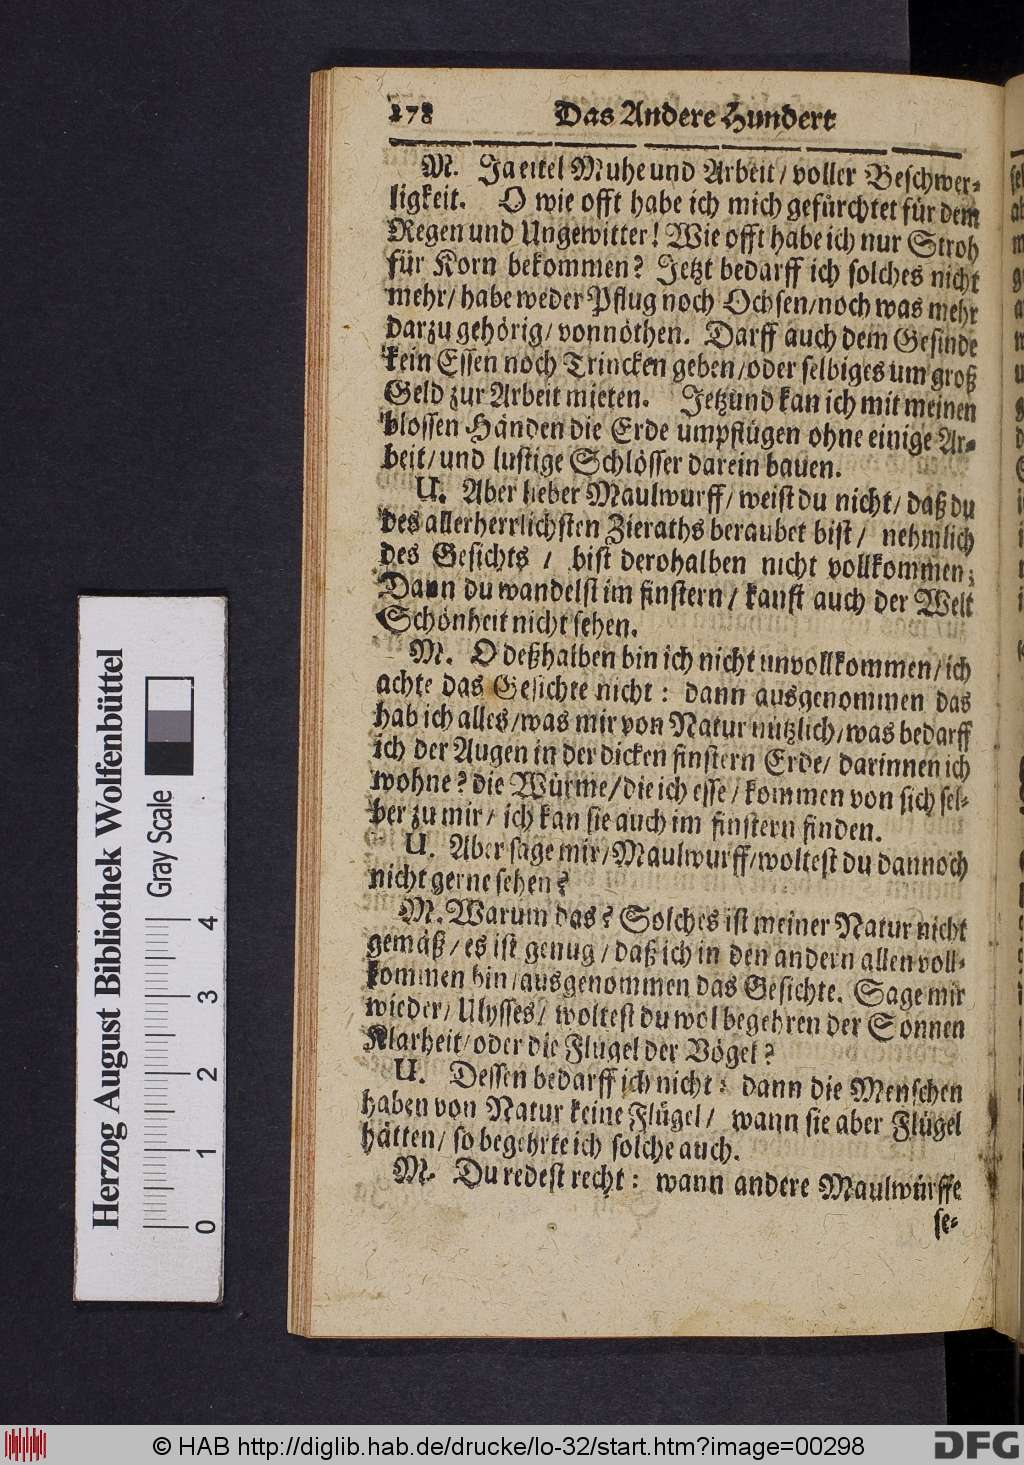 278 Das Andere Hundert
M. Ja eitel Muhe und Arbeit/ voller Beschwer-
ligkeit. O wie offt habe ich mich gefürchtet für dem
Regen und Ungewitter! Wie offt habe ich nur Stroh
für Korn bekommen? Jetzt bedarff ich solches nicht
mehr/ habe weder Pflug noch Ochsen/ noch was mehr
darzu gehörig/ vonnöthen. Darff auch dem Gesinde
kein Essen noch Trincken geben/ oder selbiges um groß
Geld zur Arbeit mieten. Jetzund kan ich mit meinen
blossen Händen die Erde umpflügen ohne einige Ar-
beit/ und lustige Schlösser darein bauen.
U. Aber lieber Maulwurff/ weist du nicht/ daß du
des allerherrlichsten Zieraths beraubet bist/ nehmlich
des Gesichts / bist derohalben nicht vollkommen;
Dann du wandelst im finstern/ kanst auch der Welt
Schönheit nicht sehen.
M. O deßhalben bin ich nicht unvollkommen/ ich
achte das Gesichte nicht: dann ausgenommen das
hab ich alles/ was mir von Natur nützlich/ was bedarff
ich der Augen in der dicken finstern Erde/ darinnen ich
wohne? die Würme/ die ich esse/ kommen von sich sel-
ber zu mir/ ich kan sie auch im finstern finden.
U. Aber sage mir/ Maulwurff/ woltest du dannoch
nicht gerne sehen?
M. Warum das? Solches ist meiner Natur nicht
gemäß/ es ist genug/ daß ich in den andern allen voll-
kommen bin/ ausgenommen das Gesichte. Sage mir
wieder/ Ulysses/ woltest du wol begehren der Sonnen
Klarheit/ oder die Flugel der Vögel?
U. Dessen bedarff ich nicht: dann die Menschen
haben von Natur keine Flügel/ wann sie aber Flügel
hätten/ so begehrte ich solche auch.
M. Du redest recht: wann andere Maulwürffe
se-
Herzog August Bibliothek Wolfenbüttel
Gray Scale
0 1 2 3 4
© HAB http://diglib.hab.de/drucke/lo-32/start.htm?image=00298
DFG